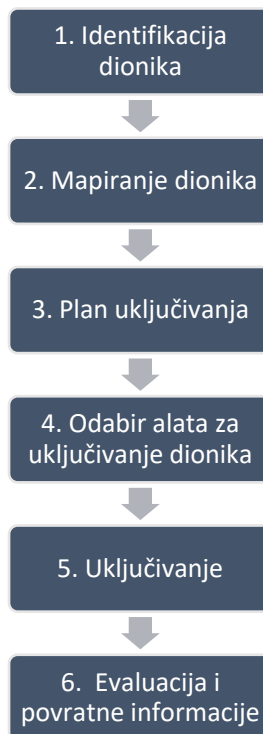 1. Identifikacija
dionika
2. Mapiranje dionika
3. Plan uključivanja
4. Odabir alata za
uključivanje dionika
5. Uključivanje
6. Evaluacija i
povratne informacije